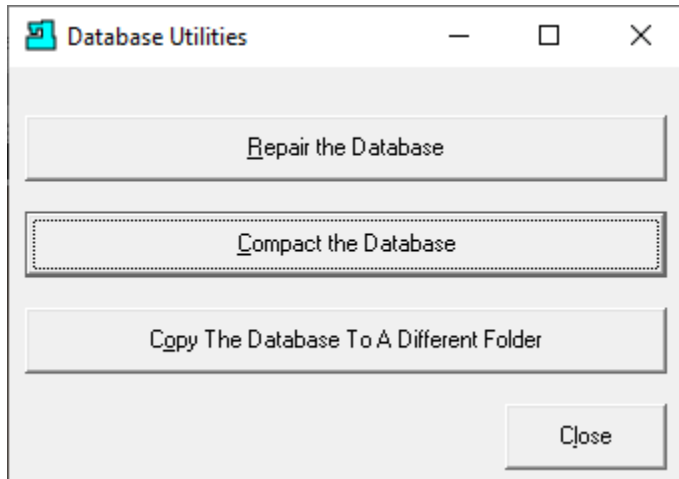 Database Utilities
Repair the Database
Compact the Database
Copy The Database To A Different Folder
Close